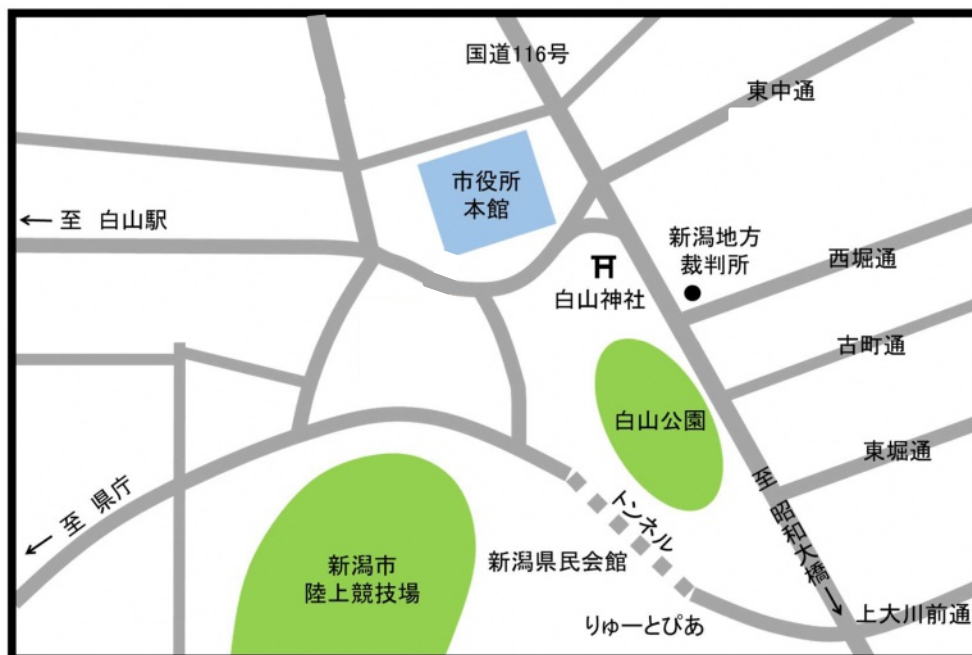 国道116号
東中通
市役所
本館
← 至 白山駅
新潟地方
裁判所
西堀通
白山神社
古町通
白山公園
東堀通
至 昭和大橋 →
← 至 県庁
トンネル
新潟県民会館
新潟市
陸上競技場
りゅーとぴあ
上大川前通